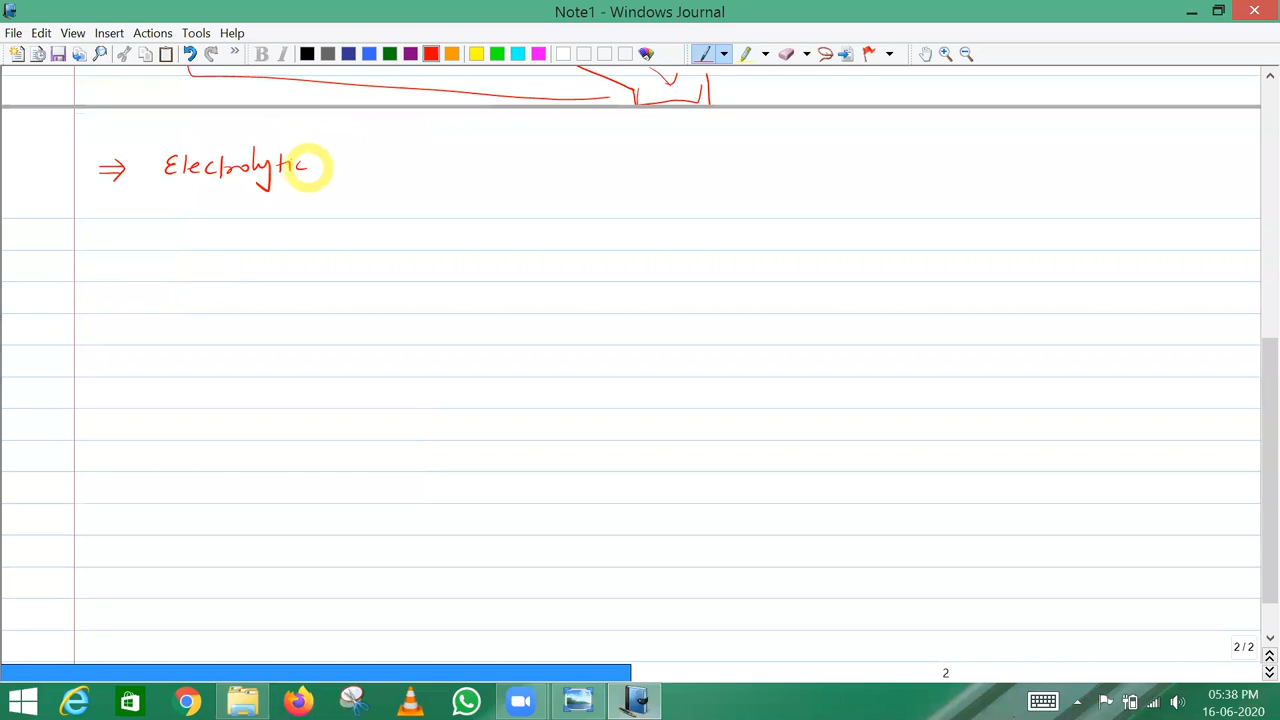 Note1 - Windows Journal
File Edit View Insert Actions Tools Help
⇒ Electrolytic
2 / 2
2
05:38 PM
16-06-2020